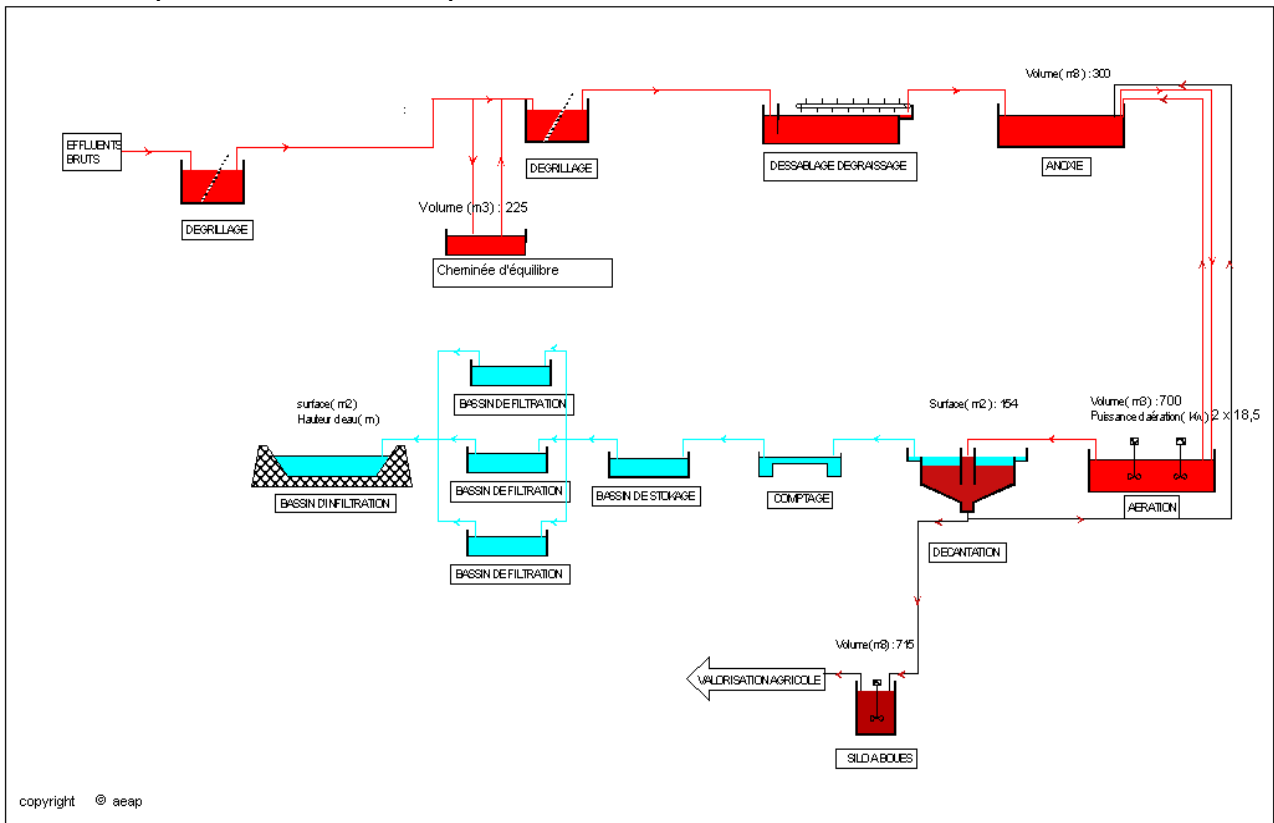 Volume( m3) : 300
:
EFFLUENTS
BRUTS
DEGRILLAGE
DESSABLAGE DEGRAISSAGE
ANOXIE
Volume (m3) : 225
DEGRILLAGE
Cheminée d'équilibre
surface( m2)
Hauteur d'eau( m)
BASSIN DE FILTRATION
Surface( m2) : 154
Volume( m3) :700
Puissance d'aération( kW) 2 x 18,5
BASSIN D'INFILTRATION
BASSIN DE FILTRATION
BASSIN DE STOKAGE
COMPTAGE
AERATION
DECANTATION
BASSIN DE FILTRATION
Volume( m3) : 715
VALORISATION AGRICOLE
SILO A BOUES
copyright © aeap